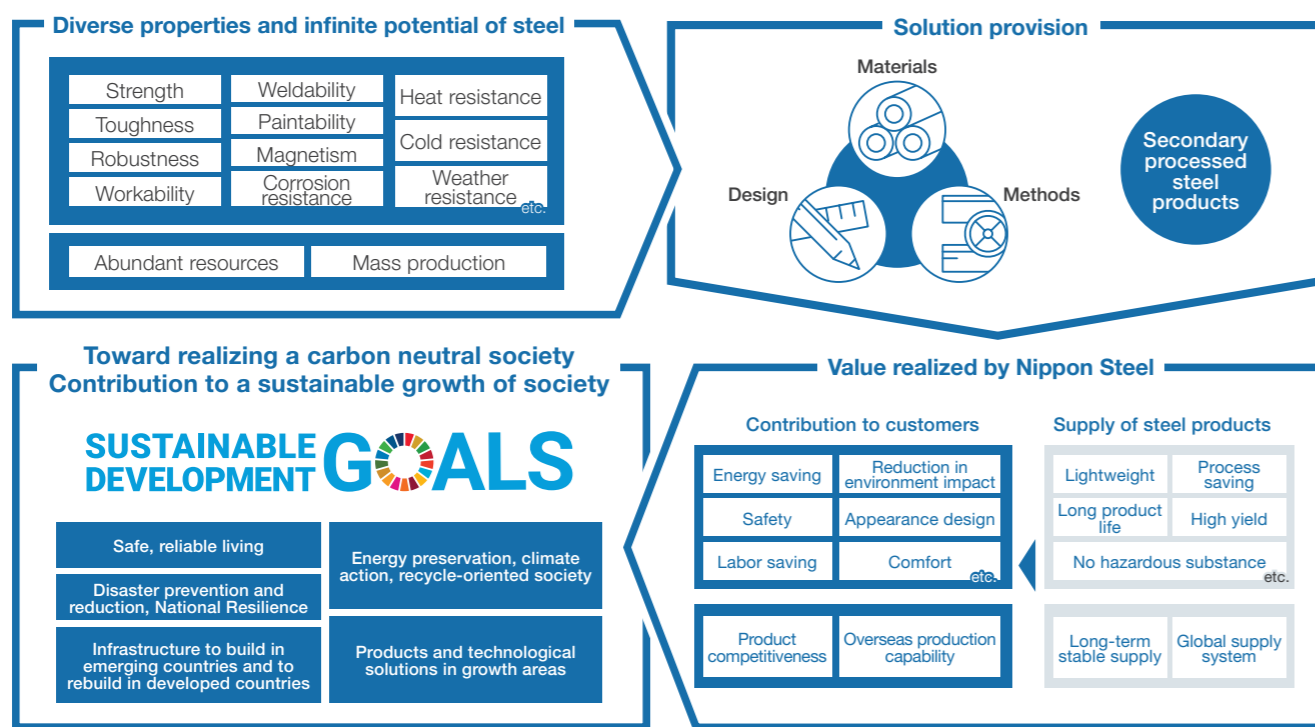 Diverse properties and infinite potential of steel
Strength
Toughness
Robustness
Workability
Weldability
Paintability
Magnetism
Corrosion
resistance
Heat resistance
Cold resistance
Weather
resistance
etc.
Abundant resources
Mass production
Solution provision
Materials
Design
Methods
Secondary
processed
steel
products
Value realized by Nippon Steel
Contribution to customers
Energy saving
Reduction in
environment impact
Safety
Appearance design
Labor saving
Comfort
etc.
Product
competitiveness
Overseas production
capability
Supply of steel products
Lightweight
Process
saving
Long product
life
High yield
No hazardous substance
etc.
Long-term
stable supply
Global supply
system
Toward realizing a carbon neutral society
Contribution to a sustainable growth of society
SUSTAINABLE
DEVELOPMENT
GOALS
Safe, reliable living
Disaster prevention and
reduction, National Resilience
Infrastructure to build in
emerging countries and to
rebuild in developed countries
Energy preservation, climate
action, recycle-oriented society
Products and technological
solutions in growth areas